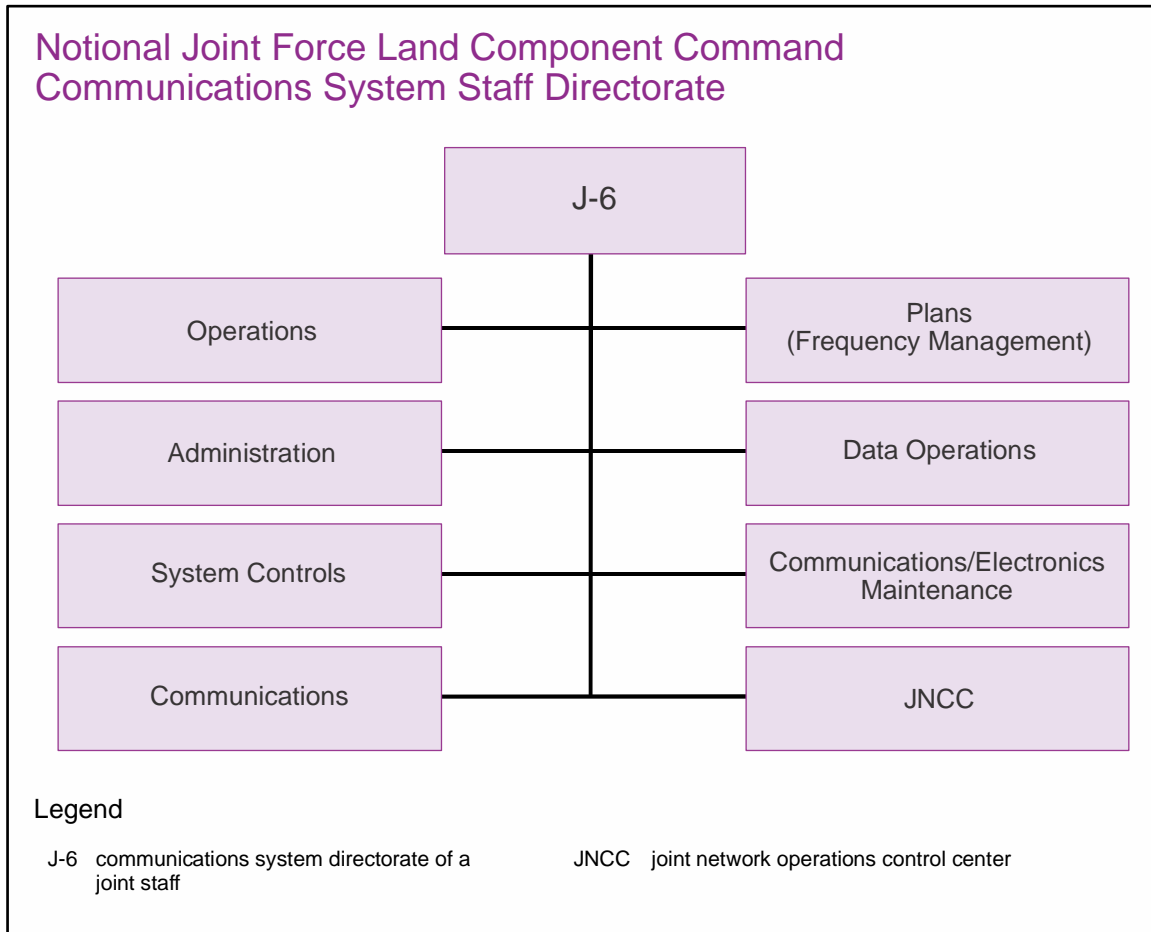 Notional Joint Force Land Component Command
Communications System Staff Directorate
J-6
Operations
Plans
(Frequency Management)
Administration
Data Operations
System Controls
Communications/Electronics
Maintenance
Communications
JNCC
Legend
J-6 communications system directorate of a
joint staff
JNCC joint network operations control center